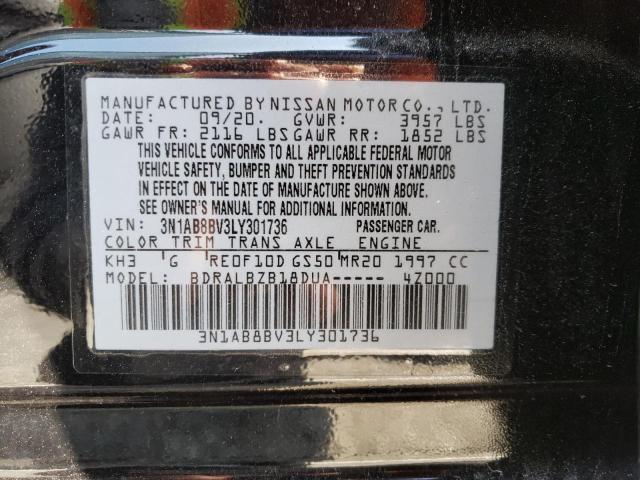 MANUFACTURED BY NISSAN MOTOR CO., LTD.
DATE: 09/20. GVWR: 3957 LBS
GAWR FR: 2116 LBS GAWR RR: 1852 LBS
THIS VEHICLE CONFORMS TO ALL APPLICABLE FEDERAL MOTOR
VEHICLE SAFETY, BUMPER AND THEFT PREVENTION STANDARDS
IN EFFECT ON THE DATE OF MANUFACTURE SHOWN ABOVE.
SEE OWNER'S MANUAL FOR ADDITIONAL INFORMATION.
VIN: 3N1AB8BV3LY301736 PASSENGER CAR.
COLOR TRIM TRANS AXLE ENGINE
KH3 G RE0F10D GS50 MR20 1997 CC
MODEL: BDRALBZB18DUA----- 4Z000
3N1AB8BV3LY301736